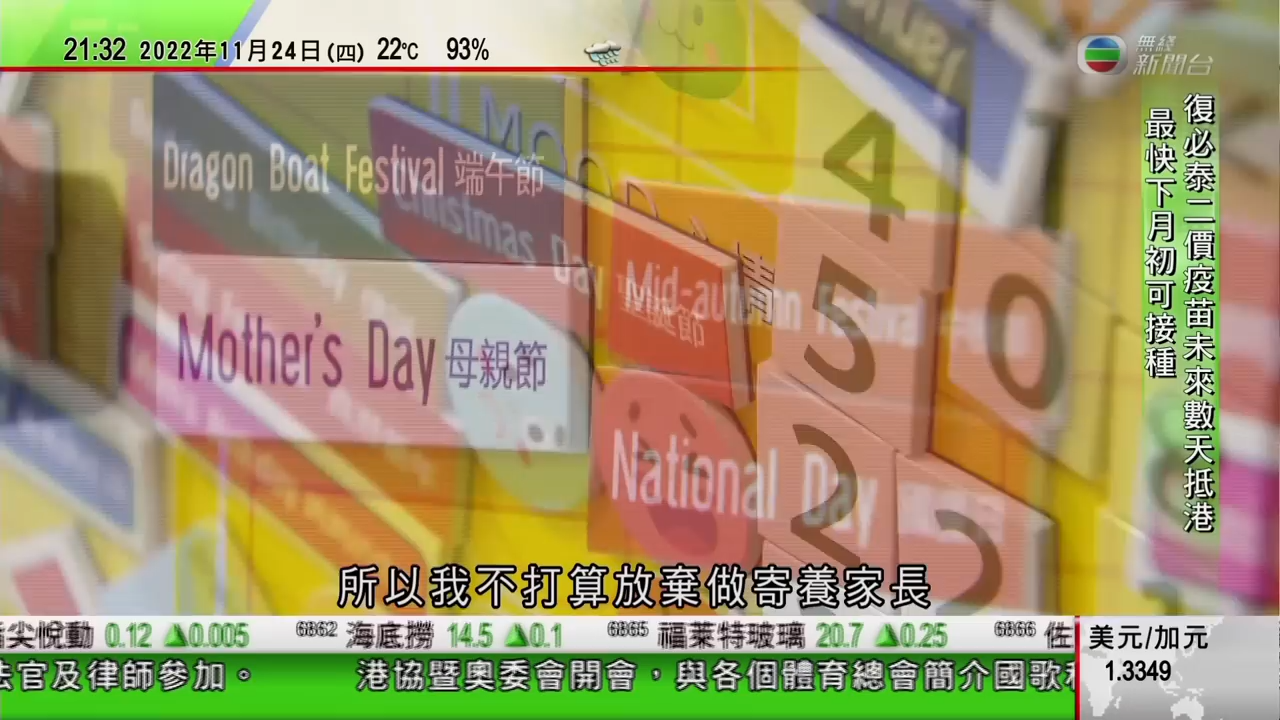 21:32 2022年11月24日(四) 22℃ 93%
無綫
新聞台
復必泰二價疫苗未來數天抵港
最快下月初可接種
Dragon Boat Festival 端午節
Christmas Day
聖誕節
Mid-autumn Festival
Mother's Day 母親節
National Day
4
5
0
2
所以我不打算放棄做寄養家長
尖悅動 0.12 ▲0.005 6862 海底撈 14.5 ▲0.1 6865 福萊特玻璃 20.7 ▲0.25 6866 佐
美元/加元
1.3349
法官及律師參加。 港協暨奧委會開會，與各個體育總會簡介國歌